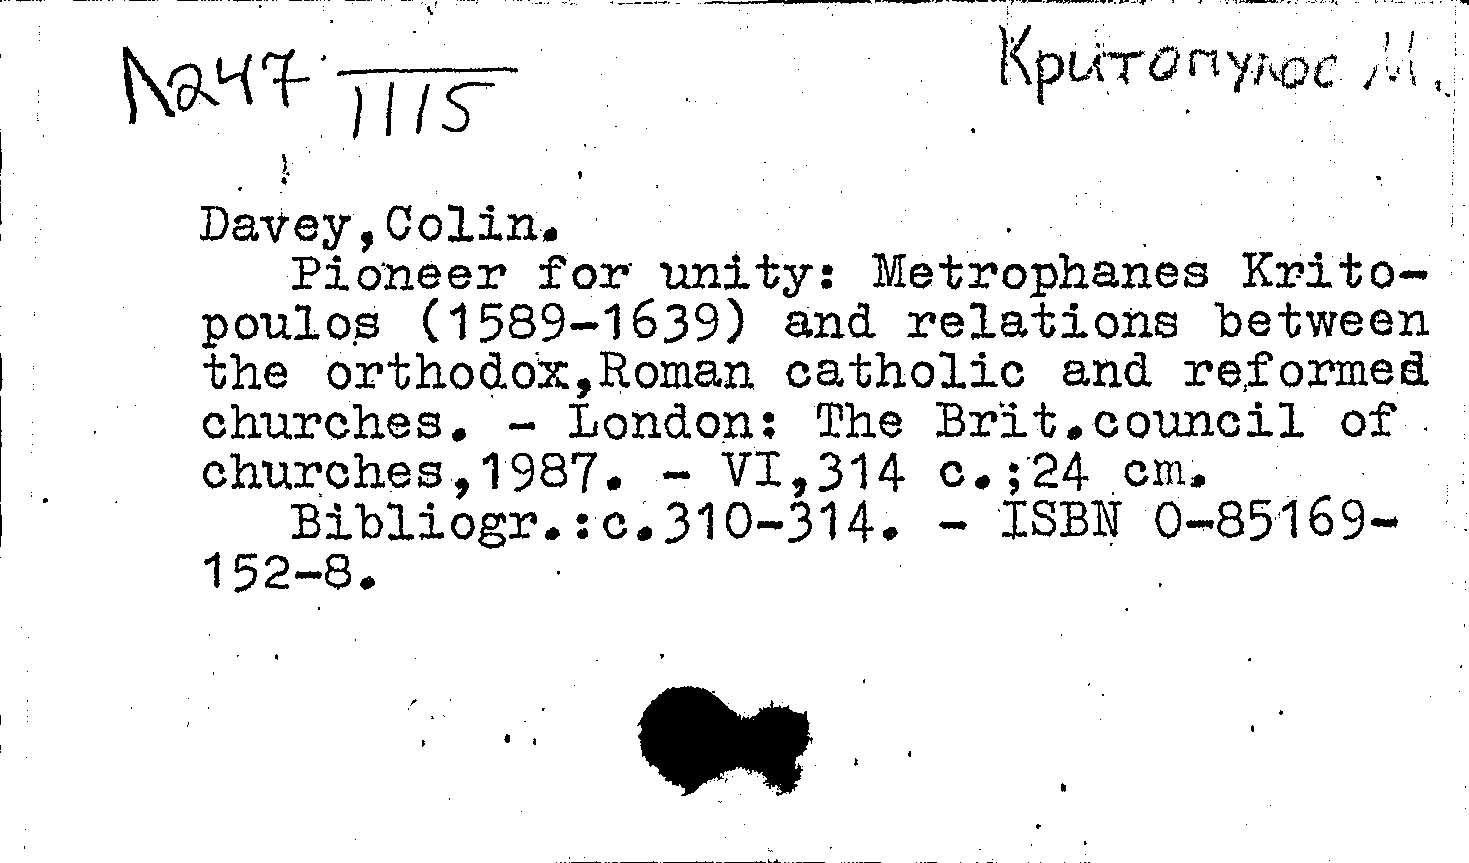 Л247
1115
Критопулос М.
Davey,Colin.
Pioneer for unity: Metrophanes Krito-
poulos (1589-1639) and relations between
the orthodox,Roman catholic and reformed
churches. - London: The Brit.council of
churches,1987. - VI,314 c.;24 cm.
Bibliogr.:c.310-314. - ISBN 0-85169-
152-8.